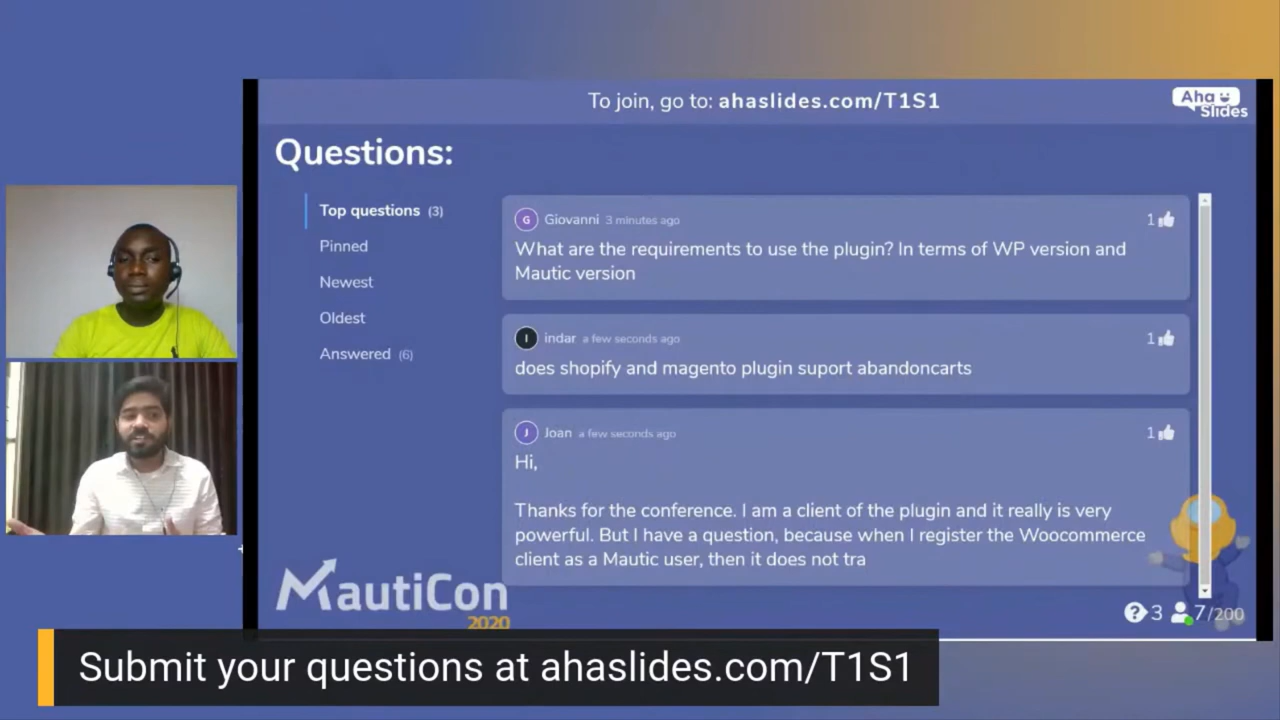 To join, go to: ahaslides.com/T1S1
Aha
Slides
Questions:
Top questions (3)
Pinned
Newest
Oldest
Answered (6)
G Giovanni 3 minutes ago
1
What are the requirements to use the plugin? In terms of WP version and
Mautic version
I indar a few seconds ago
1
does shopify and magento plugin suport abandoncarts
J Joan a few seconds ago
1
Hi,
Thanks for the conference. I am a client of the plugin and it really is very
powerful. But I have a question, because when I register the Woocommerce
client as a Mautic user, then it does not tra
MautiCon
2020
? 3 7/200
Submit your questions at ahaslides.com/T1S1